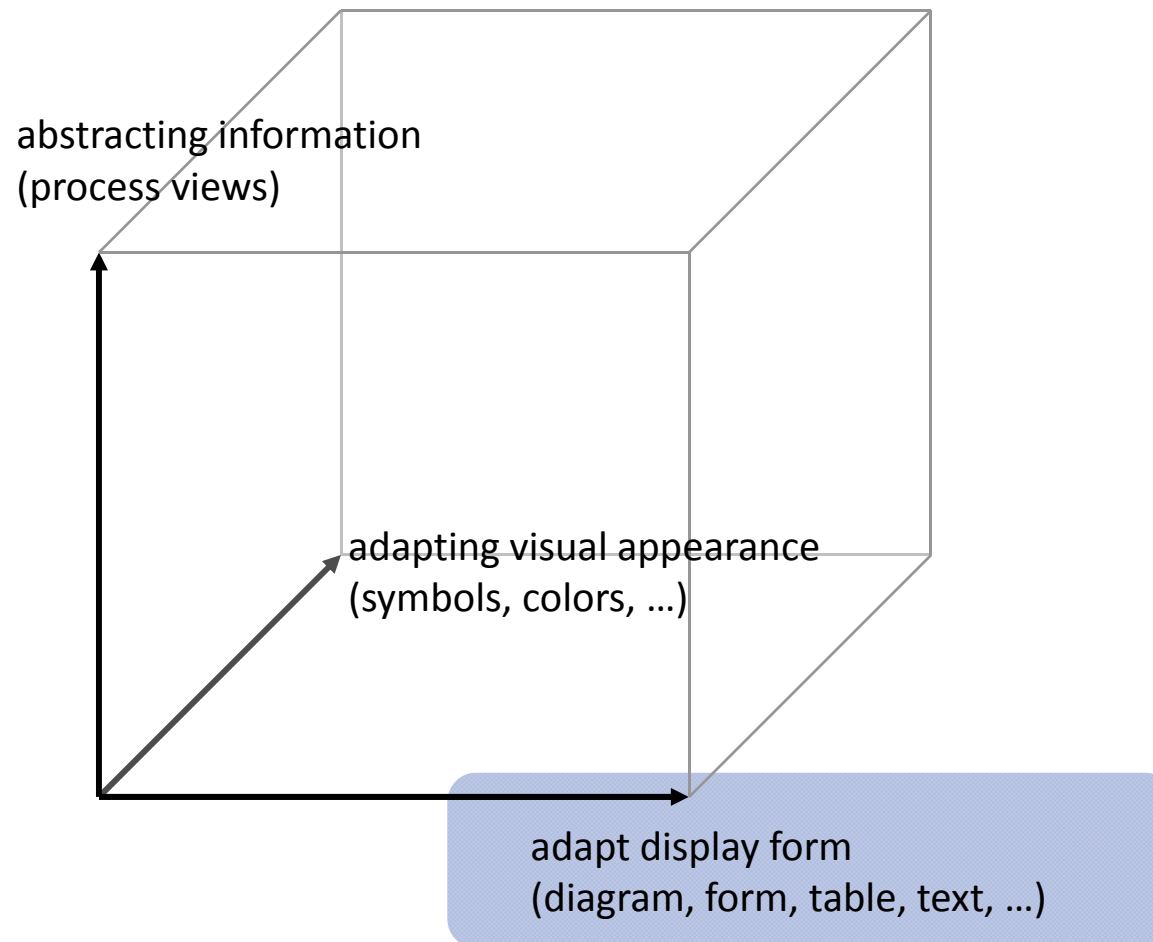 abstracting information
(process views)
adapting visual appearance
(symbols, colors, …)
adapt display form
(diagram, form, table, text, …)